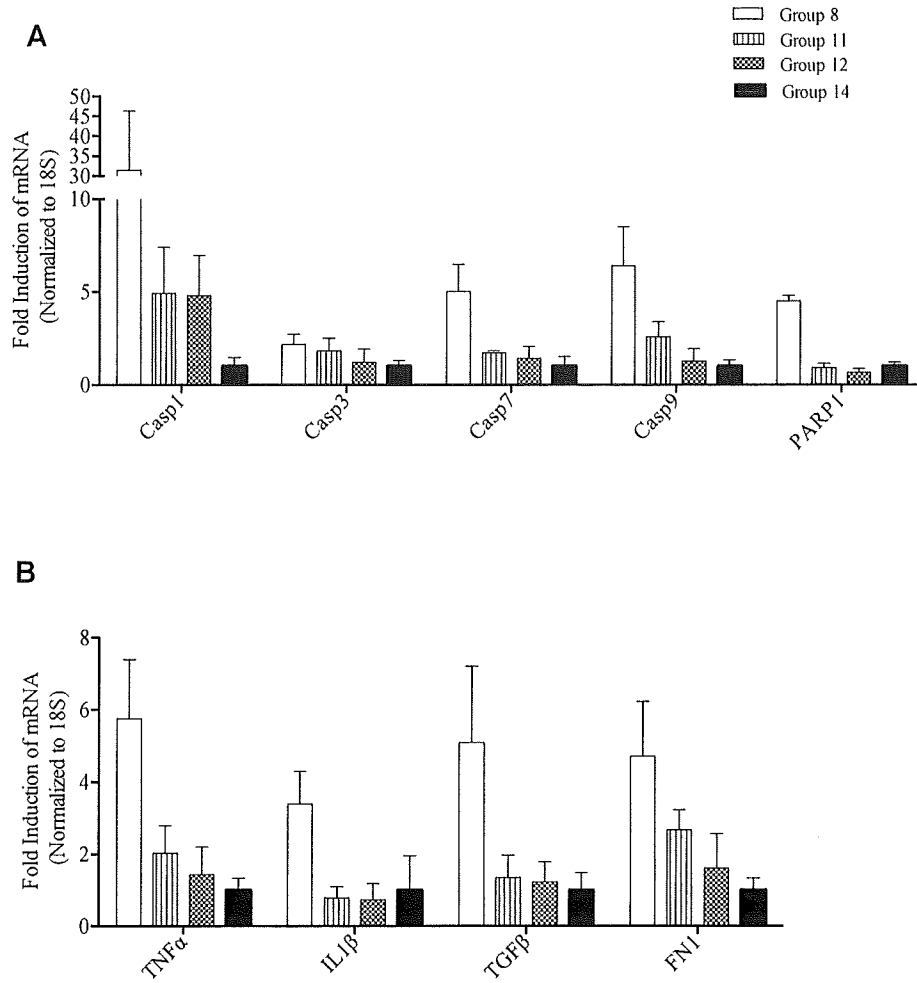 A
Group 8
Group 11
Group 12
Group 14
Fold Induction of mRNA
(Normalized to 18S)
50
45
40
35
30
10
5
0
Casp1
Casp3
Casp7
Casp9
PARP1
B
Fold Induction of mRNA
(Normalized to 18S)
8
6
4
2
0
TNFα
IL1β
TGFβ
FN1